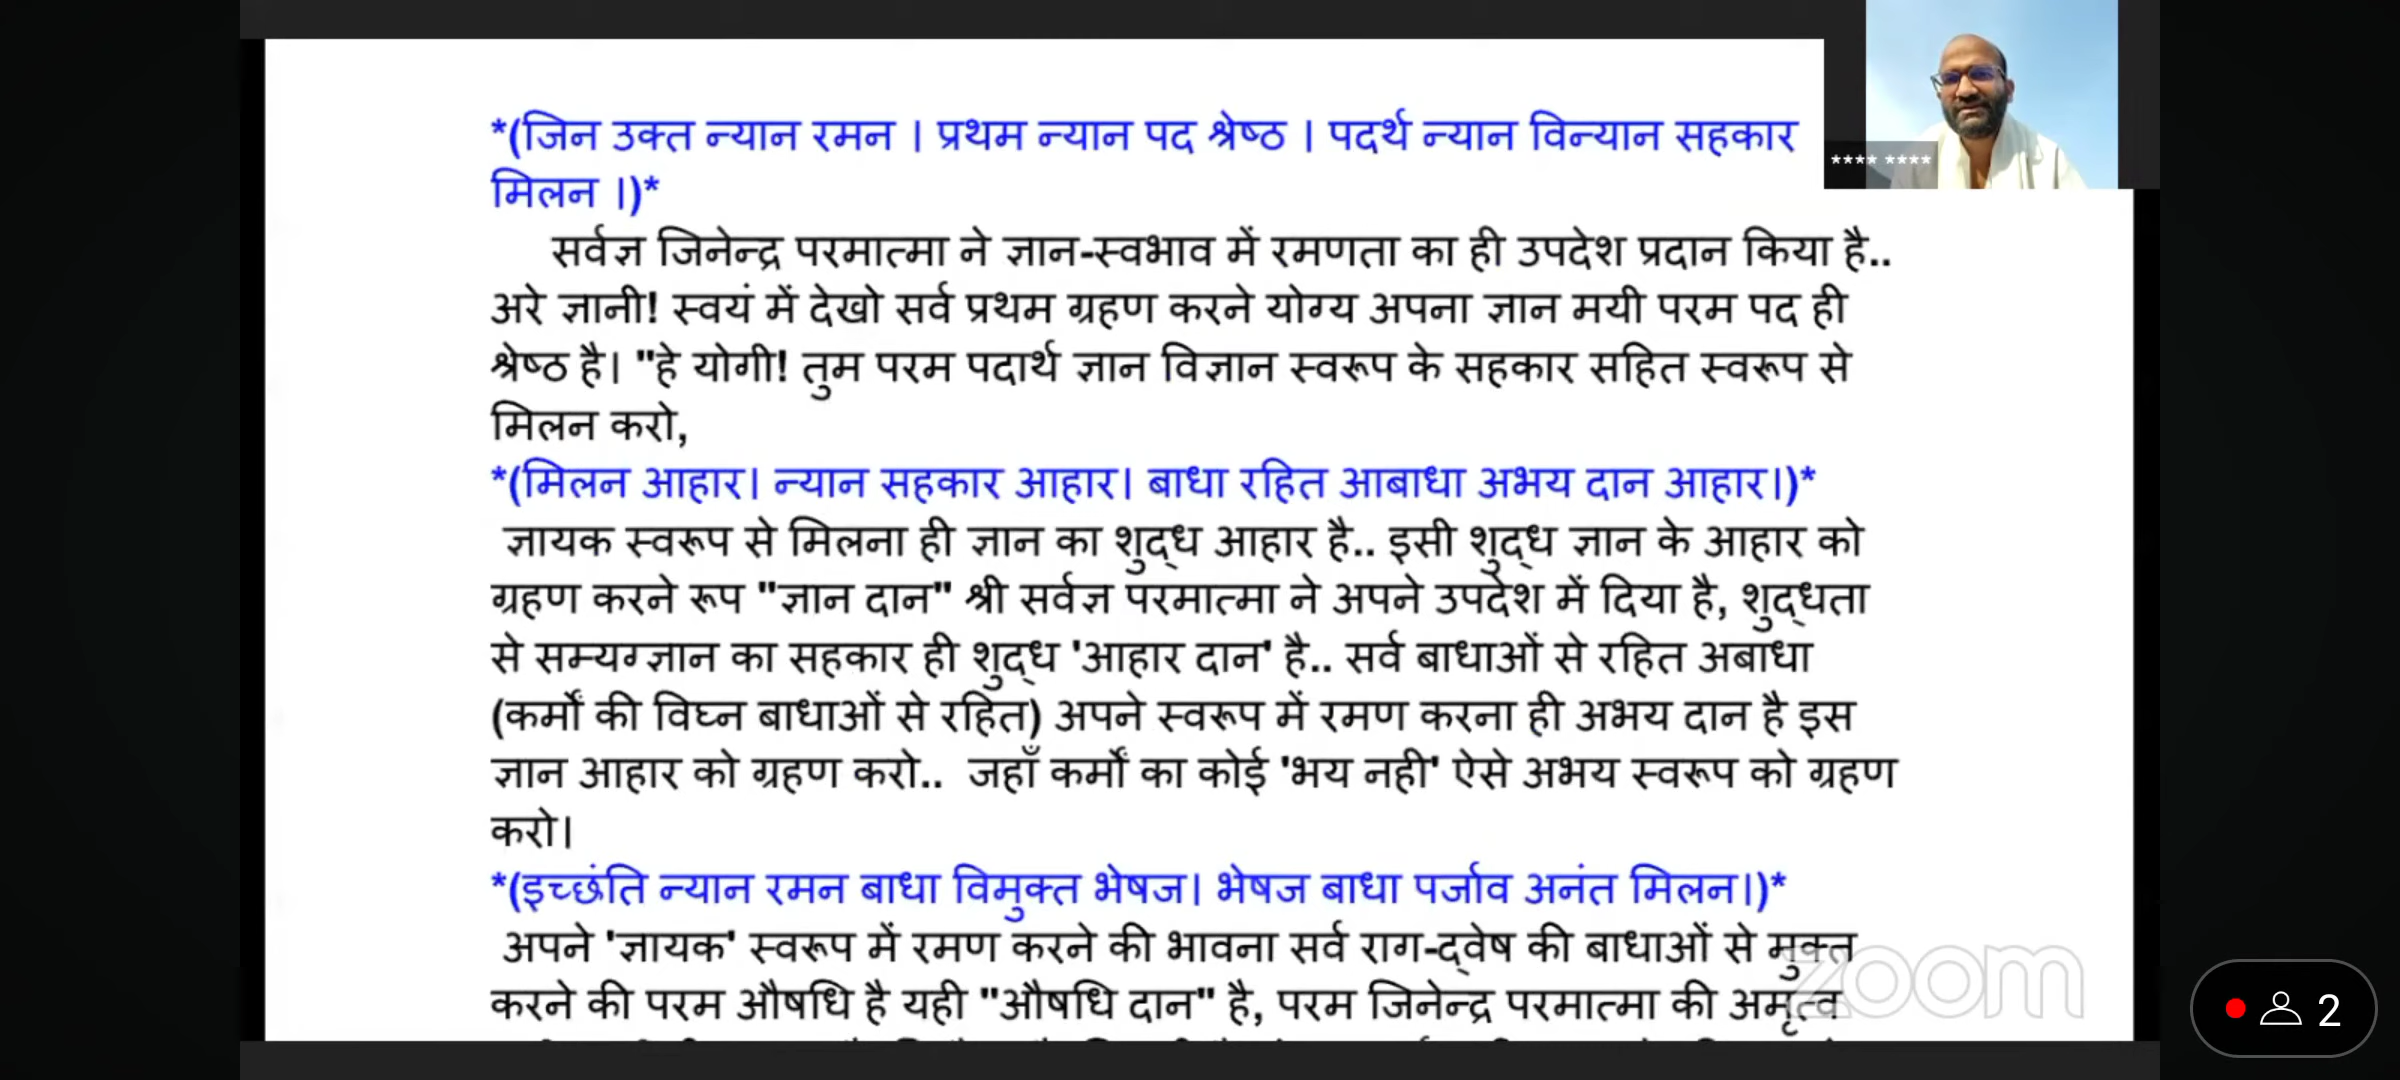 *(जिन उक्त न्यान रमन । प्रथम न्यान पद श्रेष्ठ । पदर्थ न्यान विन्यान सहकार
मिलन ।)*
**** ****
सर्वज्ञ जिनेन्द्र परमात्मा ने ज्ञान-स्वभाव में रमणता का ही उपदेश प्रदान किया है..
अरे ज्ञानी! स्वयं में देखो सर्व प्रथम ग्रहण करने योग्य अपना ज्ञान मयी परम पद ही
श्रेष्ठ है। "हे योगी! तुम परम पदार्थ ज्ञान विज्ञान स्वरूप के सहकार सहित स्वरूप से
मिलन करो,
*(मिलन आहार। न्यान सहकार आहार। बाधा रहित आबाधा अभय दान आहार।)*
ज्ञायक स्वरूप से मिलना ही ज्ञान का शुद्ध आहार है.. इसी शुद्ध ज्ञान के आहार को
ग्रहण करने रूप "ज्ञान दान" श्री सर्वज्ञ परमात्मा ने अपने उपदेश में दिया है, शुद्धता
से सम्यग्ज्ञान का सहकार ही शुद्ध 'आहार दान' है.. सर्व बाधाओं से रहित अबाधा
(कर्मों की विघ्न बाधाओं से रहित) अपने स्वरूप में रमण करना ही अभय दान है इस
ज्ञान आहार को ग्रहण करो.. जहाँ कर्मों का कोई 'भय नही' ऐसे अभय स्वरूप को ग्रहण
करो।
*(इच्छंति न्यान रमन बाधा विमुक्त भेषज। भेषज बाधा पर्जाव अनंत मिलन।)*
अपने 'ज्ञायक' स्वरूप में रमण करने की भावना सर्व राग-द्वेष की बाधाओं से मुक्त
करने की परम औषधि है यही "औषधि दान" है, परम जिनेन्द्र परमात्मा की अमृत्व
zoom
2